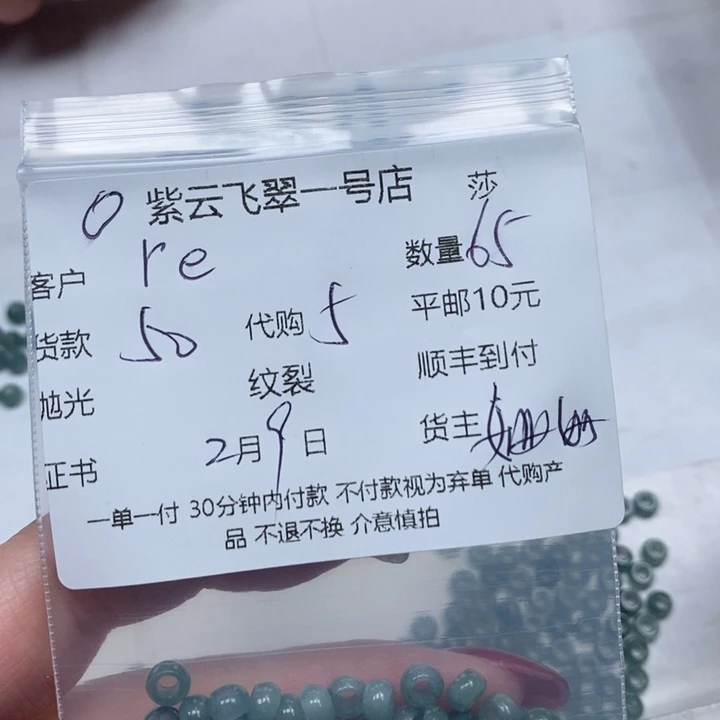 0 紫云飞翠一号店 莎
客户 re 数量 65
货款 50 代购 5 平邮10元
抛光 纹裂 顺丰到付
证书 2月9日 货主
一单一付 30分钟内付款 不付款视为弃单 代购产
品 不退不换 介意慎拍